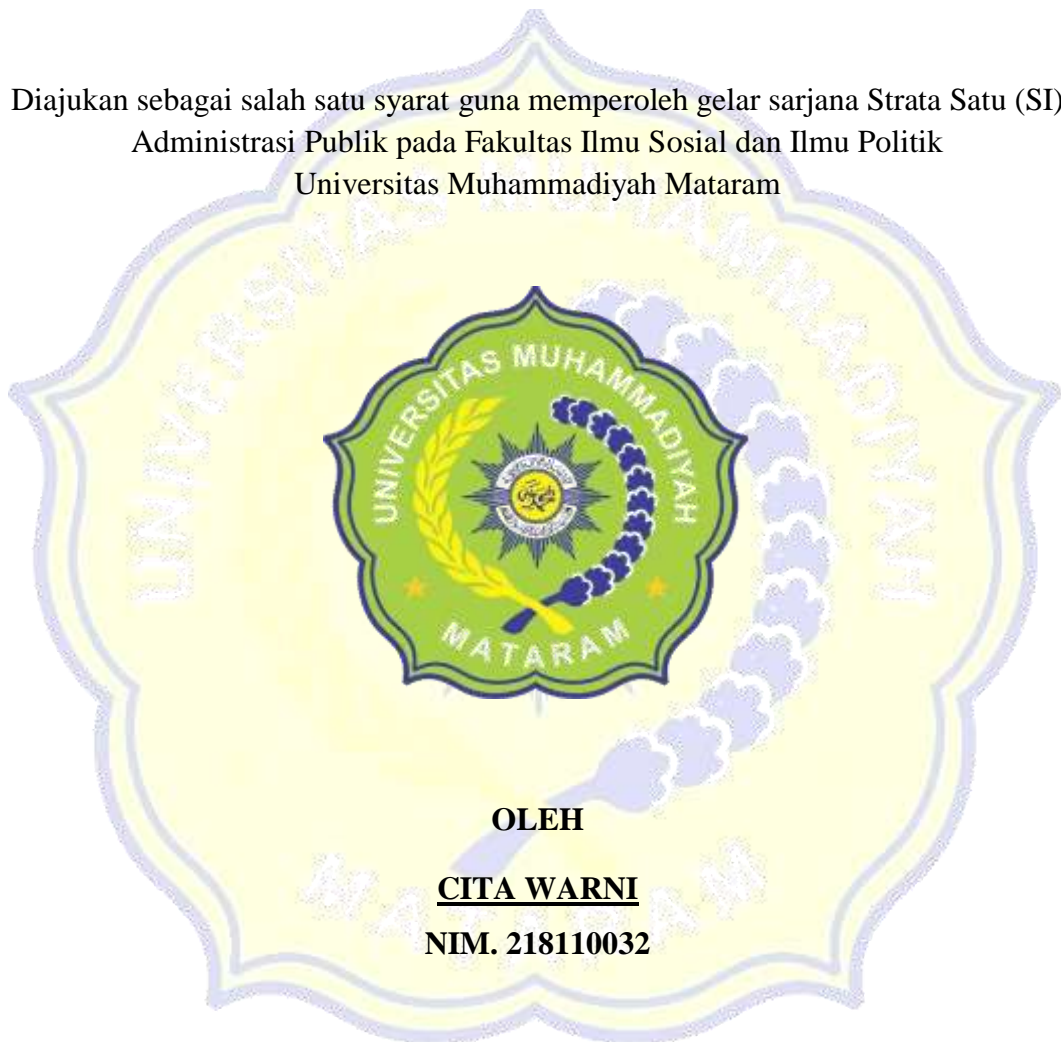 Diajukan sebagai salah satu syarat guna memperoleh gelar sarjana Strata Satu (SI)
Administrasi Publik pada Fakultas Ilmu Sosial dan Ilmu Politik
Universitas Muhammadiyah Mataram
UNIVERSITAS MUHAMMADIYAH
MATARAM
OLEH
CITA WARNI
NIM. 218110032